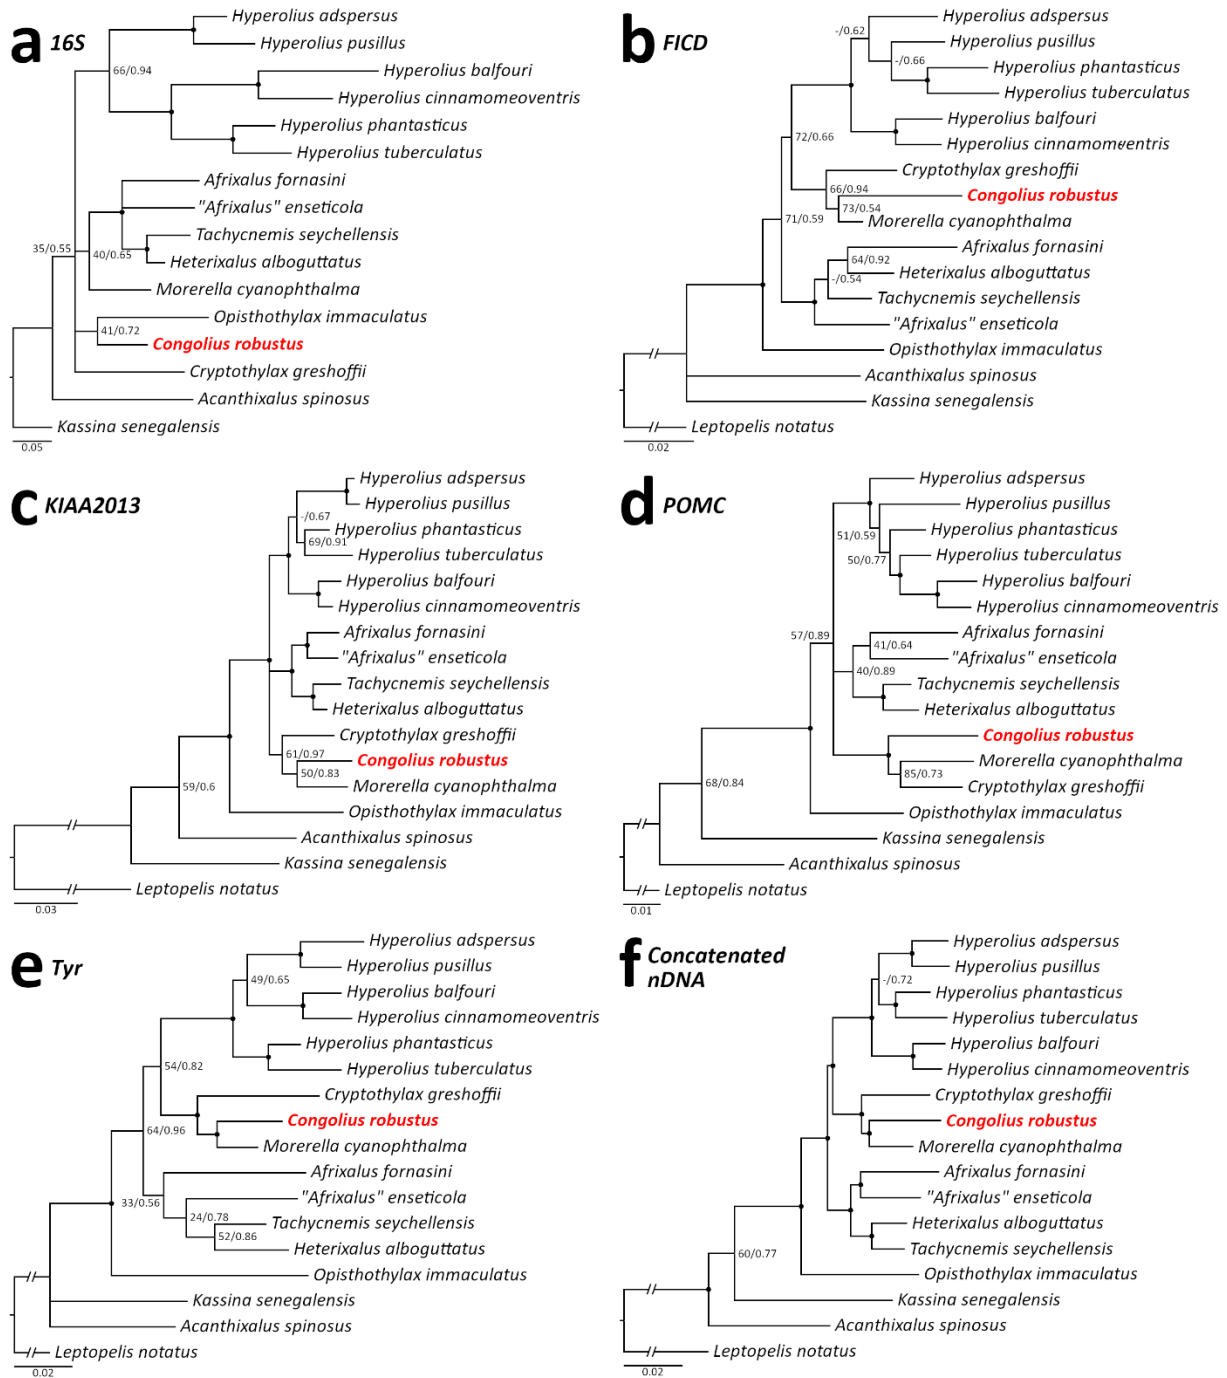 a 16S
Hyperolius adspersus
Hyperolius pusillus
66/0.94
Hyperolius balfouri
Hyperolius cinnamomeoventris
Hyperolius phantasticus
Hyperolius tuberculatus
Afrixalus fornasini
"Afrixalus" enseticola
Tachycnemis seychellensis
35/0.55
40/0.65
Heterixalus alboguttatus
Morerella cyanophthalma
Opisthothylax immaculatus
41/0.72
Congolius robustus
Cryptothylax greshoffii
Acanthixalus spinosus
Kassina senegalensis
0.05
b FICD
Hyperolius adspersus
-/0.62
Hyperolius pusillus
-/0.66
Hyperolius phantasticus
Hyperolius tuberculatus
Hyperolius balfouri
72/0.66
Hyperolius cinnamomeoventris
Cryptothylax greshoffii
66/0.94
Congolius robustus
73/0.54
71/0.59
Morerella cyanophthalma
Afrixalus fornasini
64/0.92
Heterixalus alboguttatus
-/0.54
Tachycnemis seychellensis
"Afrixalus" enseticola
Opisthothylax immaculatus
Acanthixalus spinosus
Kassina senegalensis
Leptopelis notatus
0.02
c KIAA2013
Hyperolius adspersus
Hyperolius pusillus
-/0.67
Hyperolius phantasticus
69/0.91
Hyperolius tuberculatus
Hyperolius balfouri
Hyperolius cinnamomeoventris
Afrixalus fornasini
"Afrixalus" enseticola
Tachycnemis seychellensis
Heterixalus alboguttatus
Cryptothylax greshoffii
61/0.97
Congolius robustus
50/0.83
Morerella cyanophthalma
59/0.6
Opisthothylax immaculatus
Acanthixalus spinosus
Kassina senegalensis
Leptopelis notatus
0.03
d POMC
Hyperolius adspersus
Hyperolius pusillus
51/0.59
Hyperolius phantasticus
50/0.77
Hyperolius tuberculatus
Hyperolius balfouri
Hyperolius cinnamomeoventris
57/0.89
Afrixalus fornasini
41/0.64
"Afrixalus" enseticola
40/0.89
Tachycnemis seychellensis
Heterixalus alboguttatus
Congolius robustus
Morerella cyanophthalma
85/0.73
68/0.84
Cryptothylax greshoffii
Opisthothylax immaculatus
Kassina senegalensis
Acanthixalus spinosus
Leptopelis notatus
0.01
e Tyr
Hyperolius adspersus
Hyperolius pusillus
49/0.65
Hyperolius balfouri
Hyperolius cinnamomeoventris
Hyperolius phantasticus
54/0.82
Hyperolius tuberculatus
Cryptothylax greshoffii
Congolius robustus
64/0.96
Morerella cyanophthalma
Afrixalus fornasini
33/0.56
"Afrixalus" enseticola
24/0.78
Tachycnemis seychellensis
52/0.86
Heterixalus alboguttatus
Opisthothylax immaculatus
Kassina senegalensis
Acanthixalus spinosus
Leptopelis notatus
0.02
f Concatenated
nDNA
Hyperolius adspersus
Hyperolius pusillus
-/0.72
Hyperolius phantasticus
Hyperolius tuberculatus
Hyperolius balfouri
Hyperolius cinnamomeoventris
Cryptothylax greshoffii
Congolius robustus
Morerella cyanophthalma
Afrixalus fornasini
"Afrixalus" enseticola
Heterixalus alboguttatus
Tachycnemis seychellensis
60/0.77
Opisthothylax immaculatus
Kassina senegalensis
Acanthixalus spinosus
Leptopelis notatus
0.02